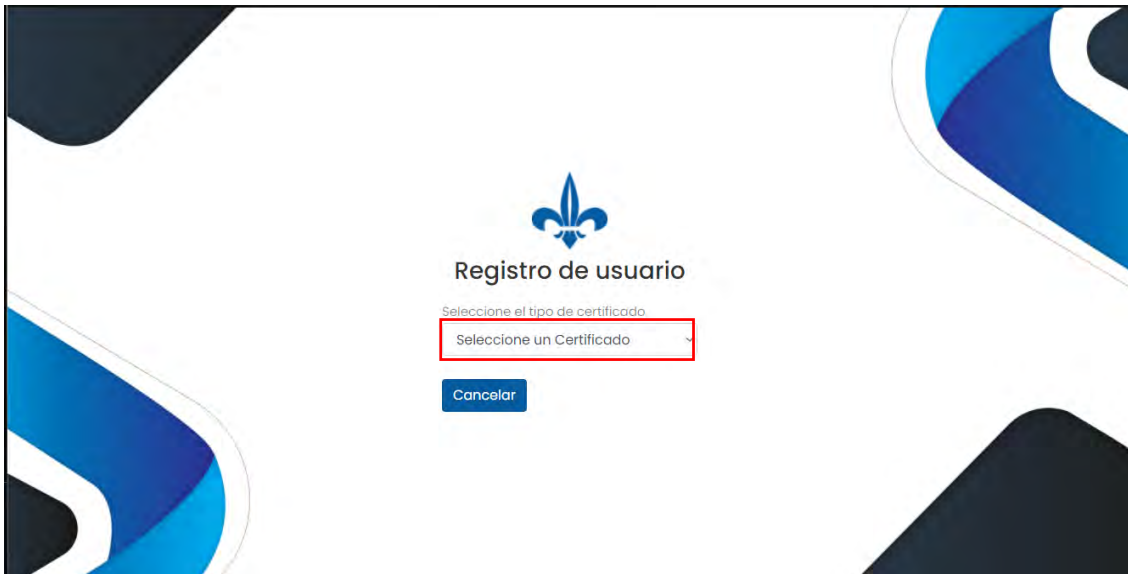 Registro de usuario
Seleccione el tipo de certificado
Seleccione un Certificado
Cancelar